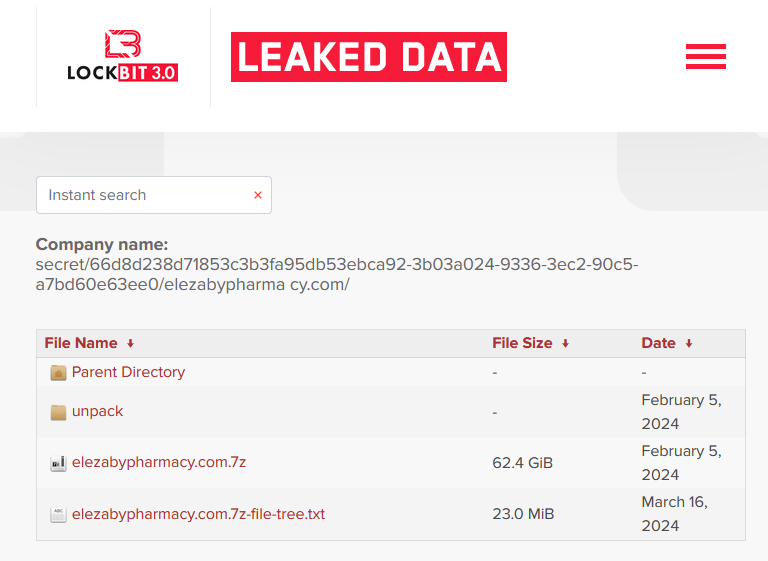 LOCKBIT 3.0
LEAKED DATA
Instant search ×
Company name:
secret/66d8d238d71853c3b3fa95db53ebca92-3b03a024-9336-3ec2-90c5-
a7bd60e63ee0/elezabypharma cy.com/
File Name ↓ File Size ↓ Date ↓
Parent Directory - -
unpack - February 5,
2024
elezabypharmacy.com.7z 62.4 GiB February 5,
2024
elezabypharmacy.com.7z-file-tree.txt 23.0 MiB March 16,
2024